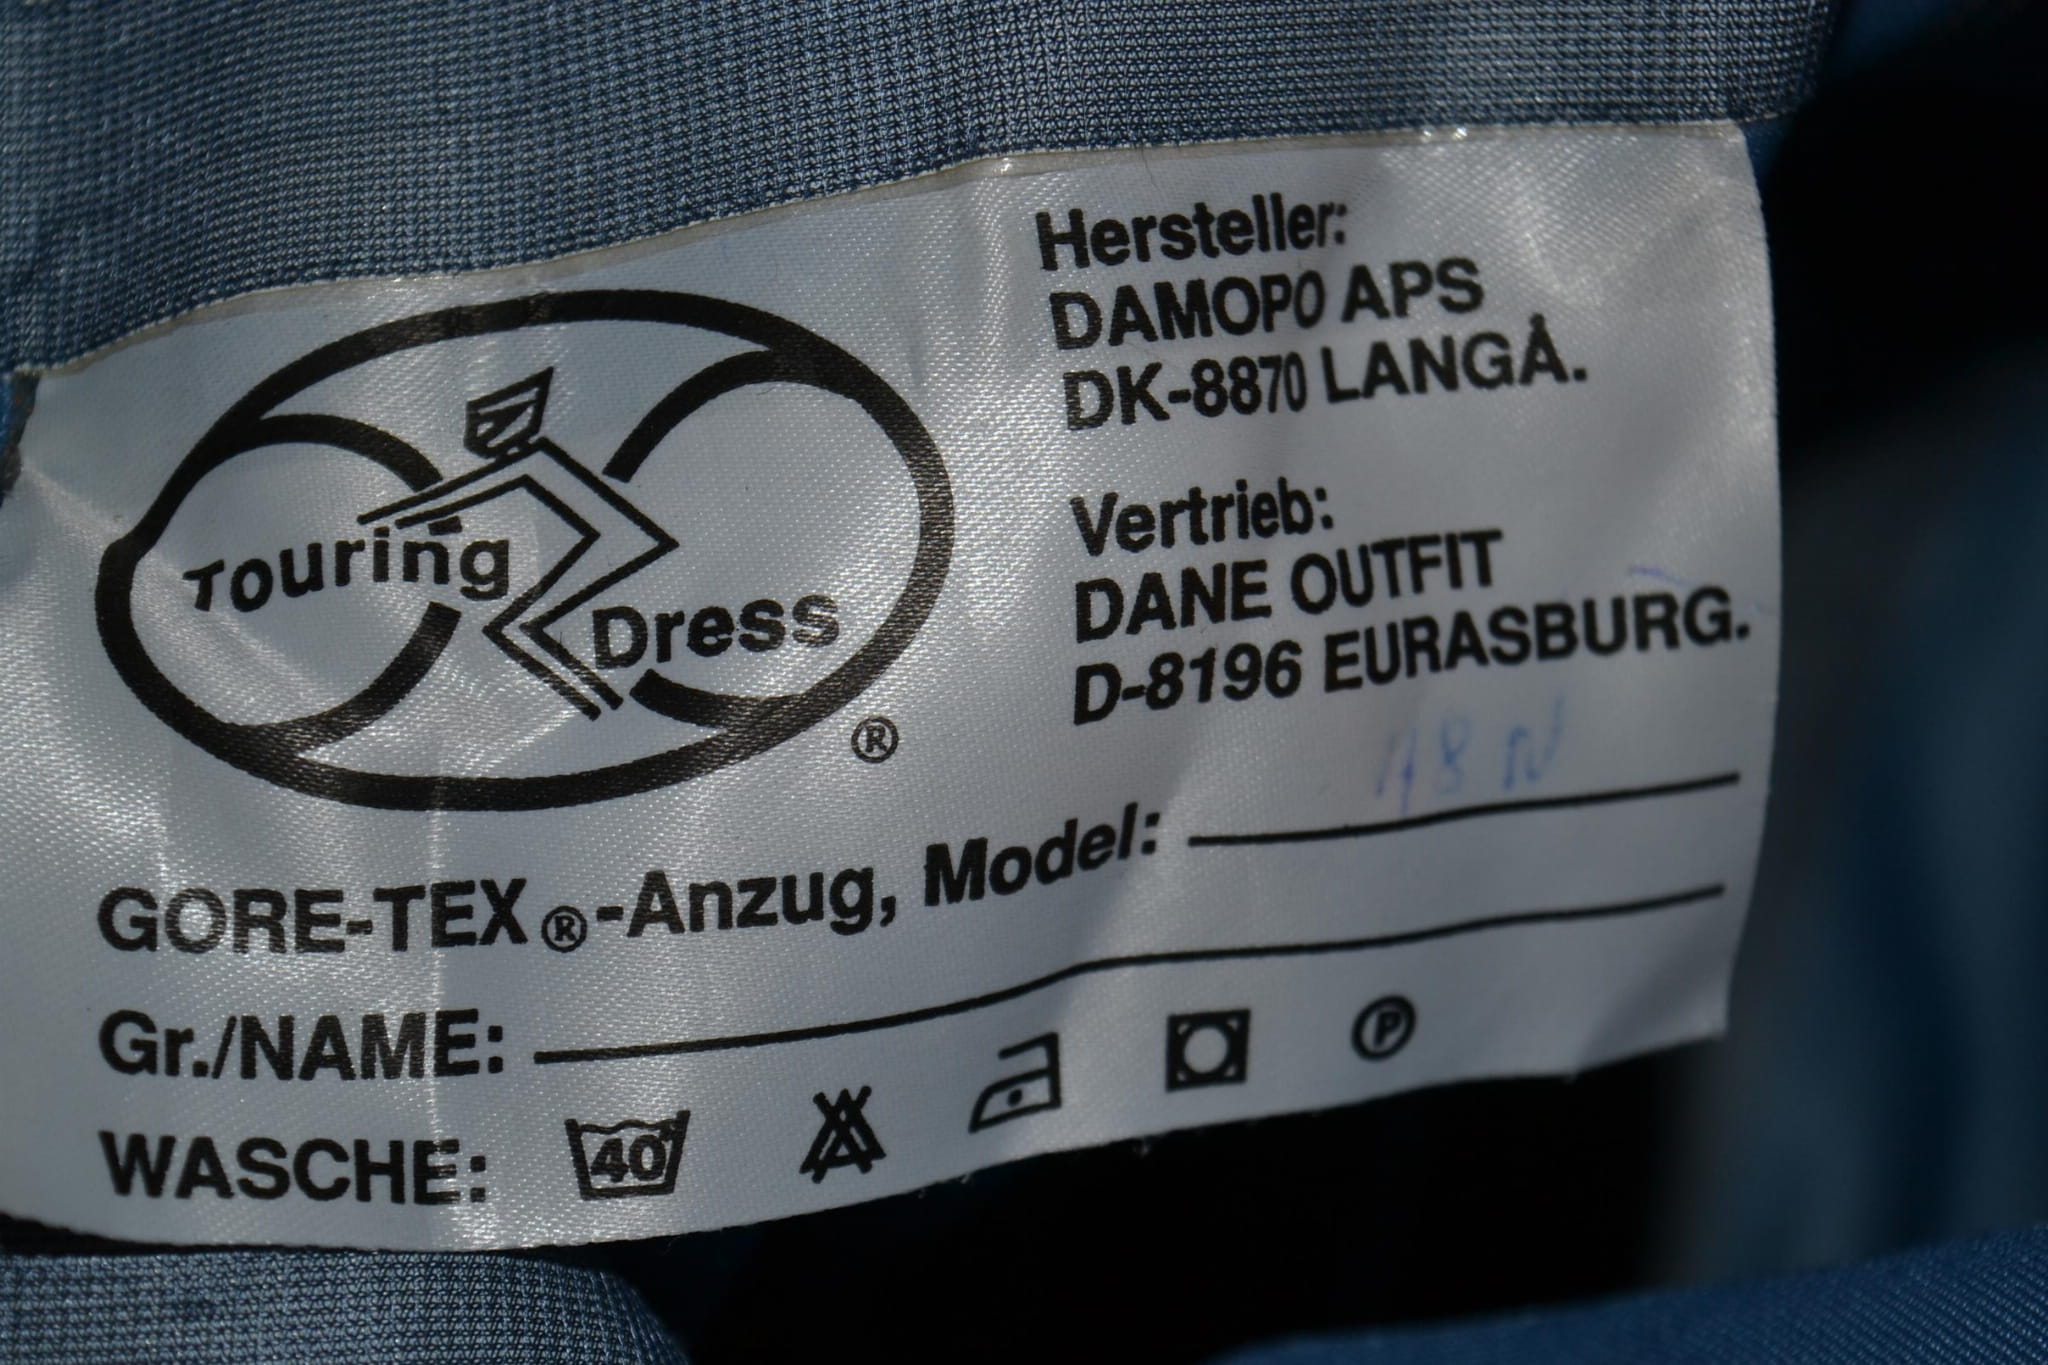 Touring
Dress
®
Hersteller:
DAMOPO APS
DK-8870 LANGÅ.
Vertrieb:
DANE OUTFIT
D-8196 EURASBURG.
GORE-TEX®-Anzug, Model:
Gr./NAME:
WASCHE: 40° P